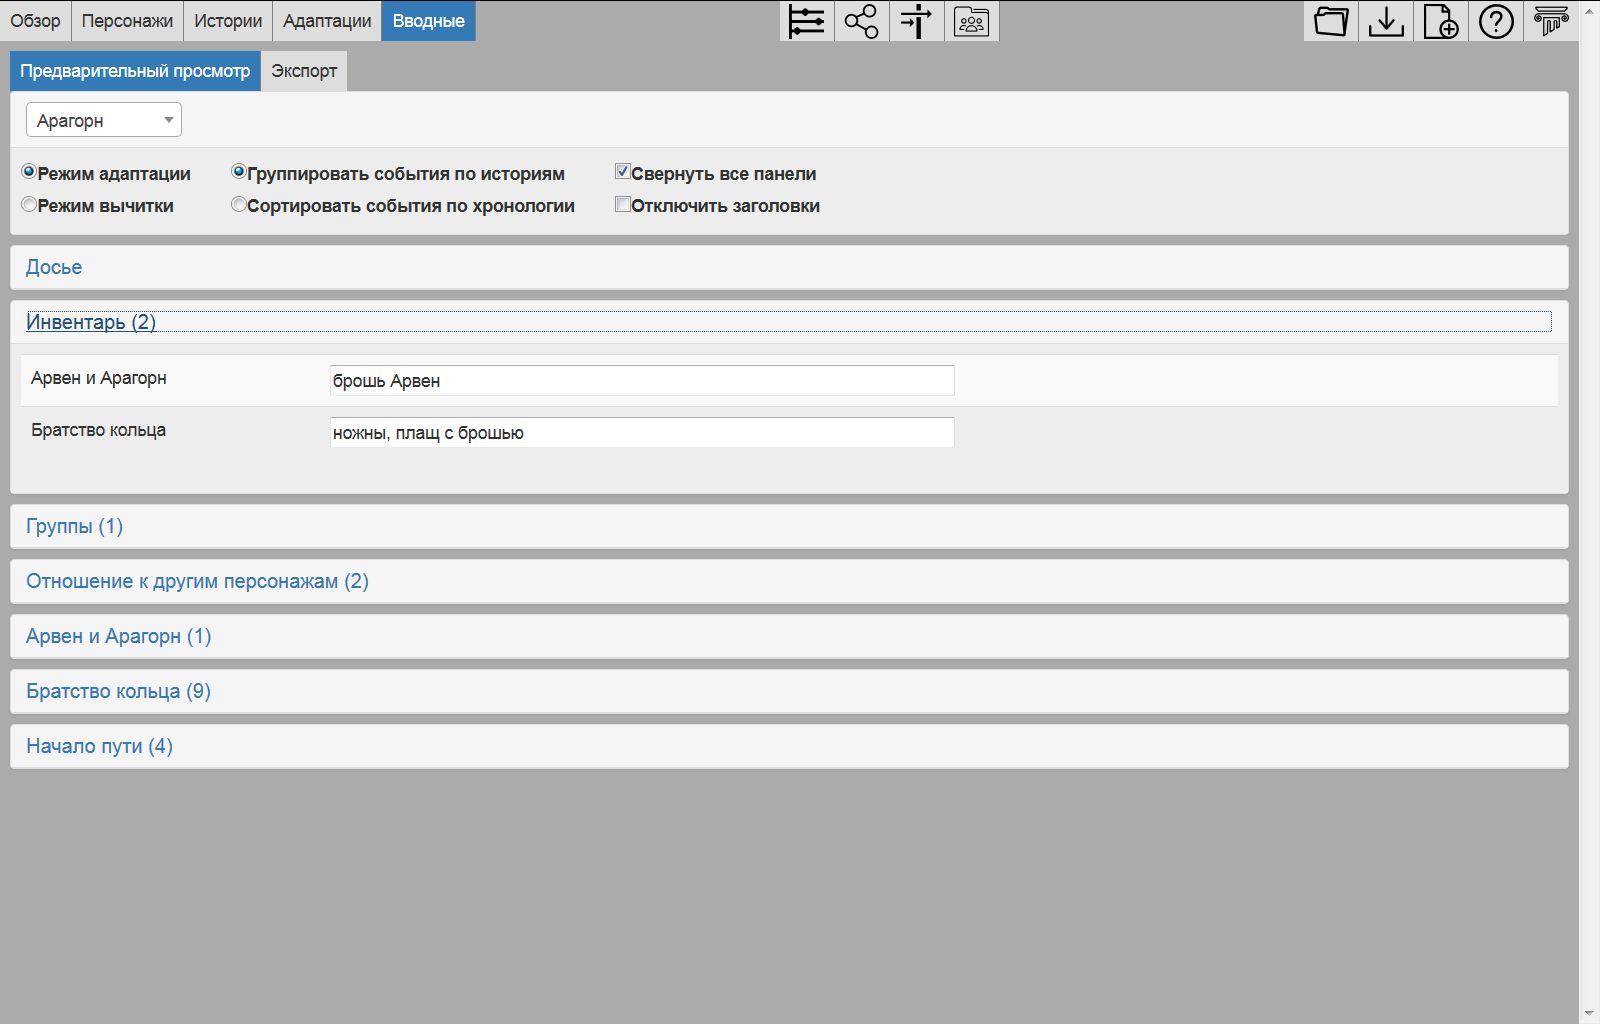 Обзор Персонажи Истории Адаптации Вводные
Предварительный просмотр Экспорт
Арагорн
Режим адаптации Группировать события по историям Свернуть все панели
Режим вычитки Сортировать события по хронологии Отключить заголовки
Досье
Инвентарь (2)
Арвен и Арагорн брошь Арвен
Братство кольца ножны, плащ с брошью
Группы (1)
Отношение к другим персонажам (2)
Арвен и Арагорн (1)
Братство кольца (9)
Начало пути (4)